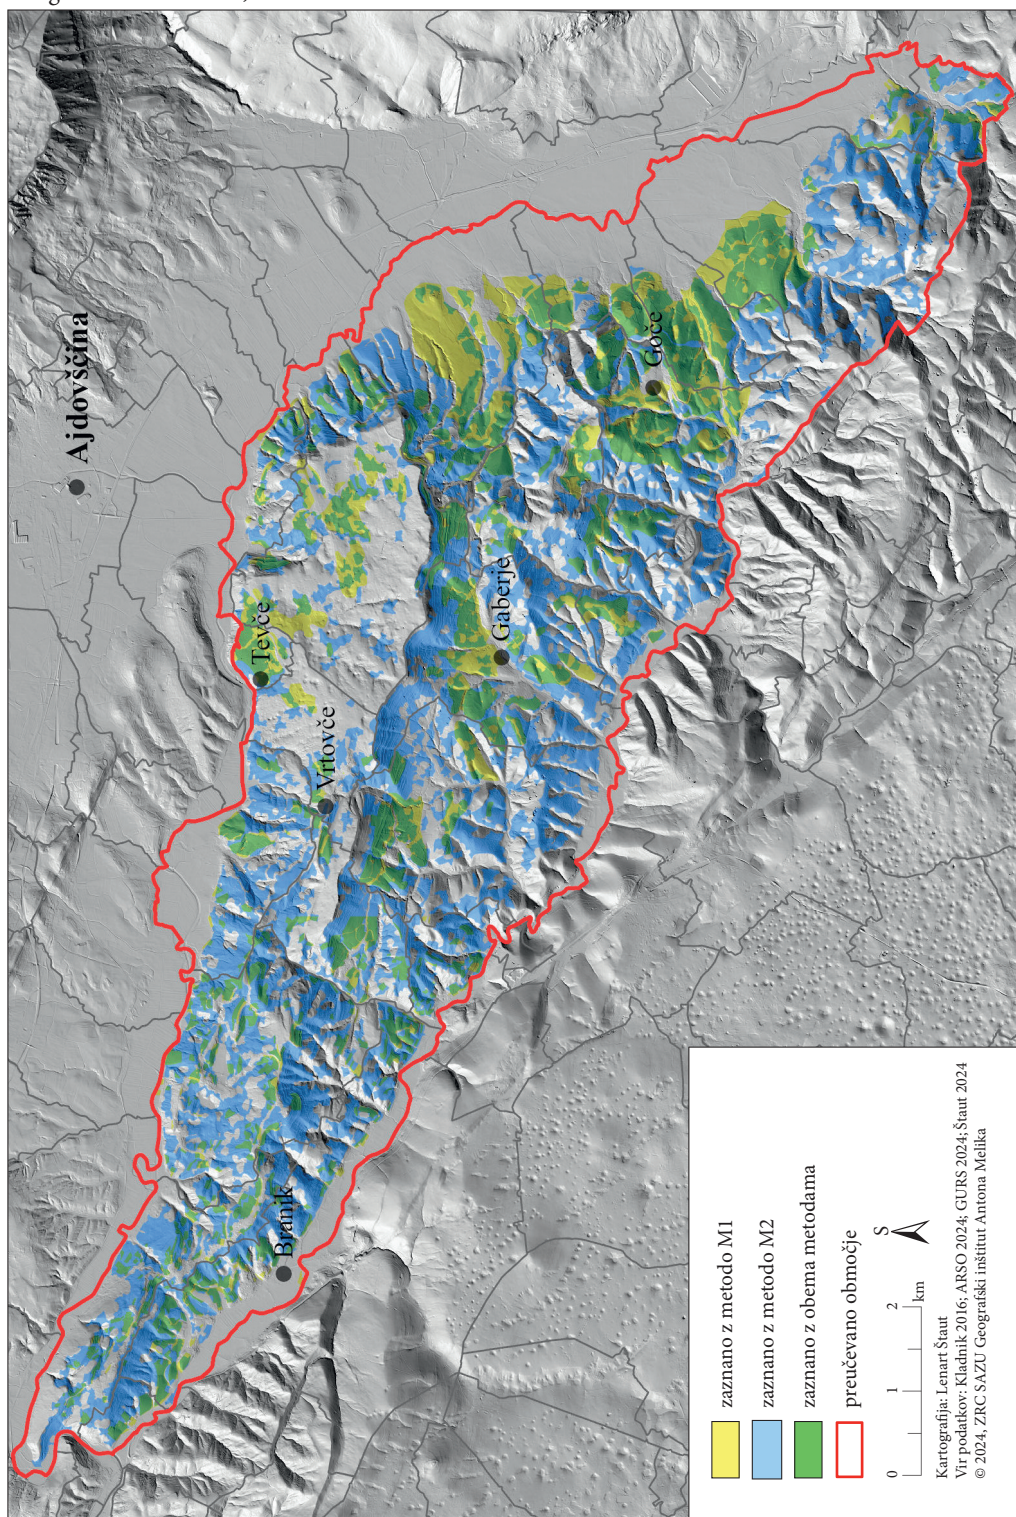 Ajdovščina
Tevče
Vrtovče
Gaberje
Goče
Branik
zaznano z metodo M1
zaznano z metodo M2
zaznano z obema metodama
preučevano območje
S
0 1 2
km
Kartografija: Lenart Štaut
Vir podatkov: Kladnik 2016; ARSO 2024; GURS 2024; Štaut 2024
© 2024, ZRC SAZU Geografski inštitut Antona Melika